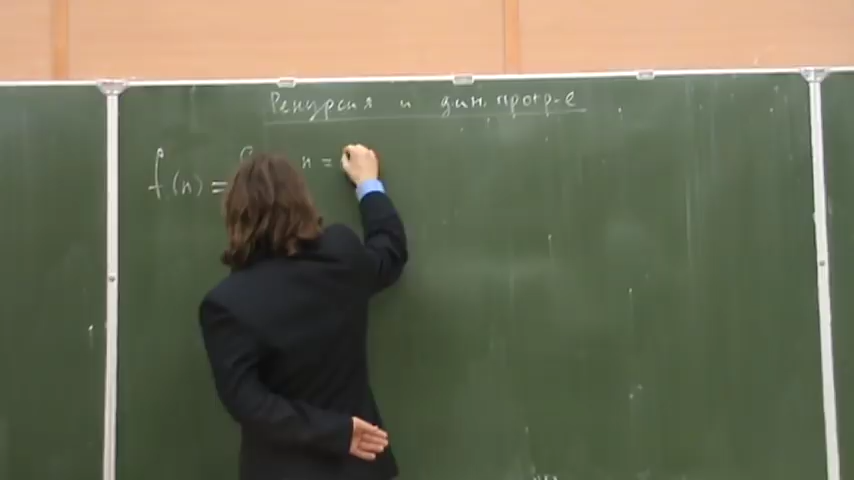 Рекурсия и дин. прогр-е
f(n) = { n =